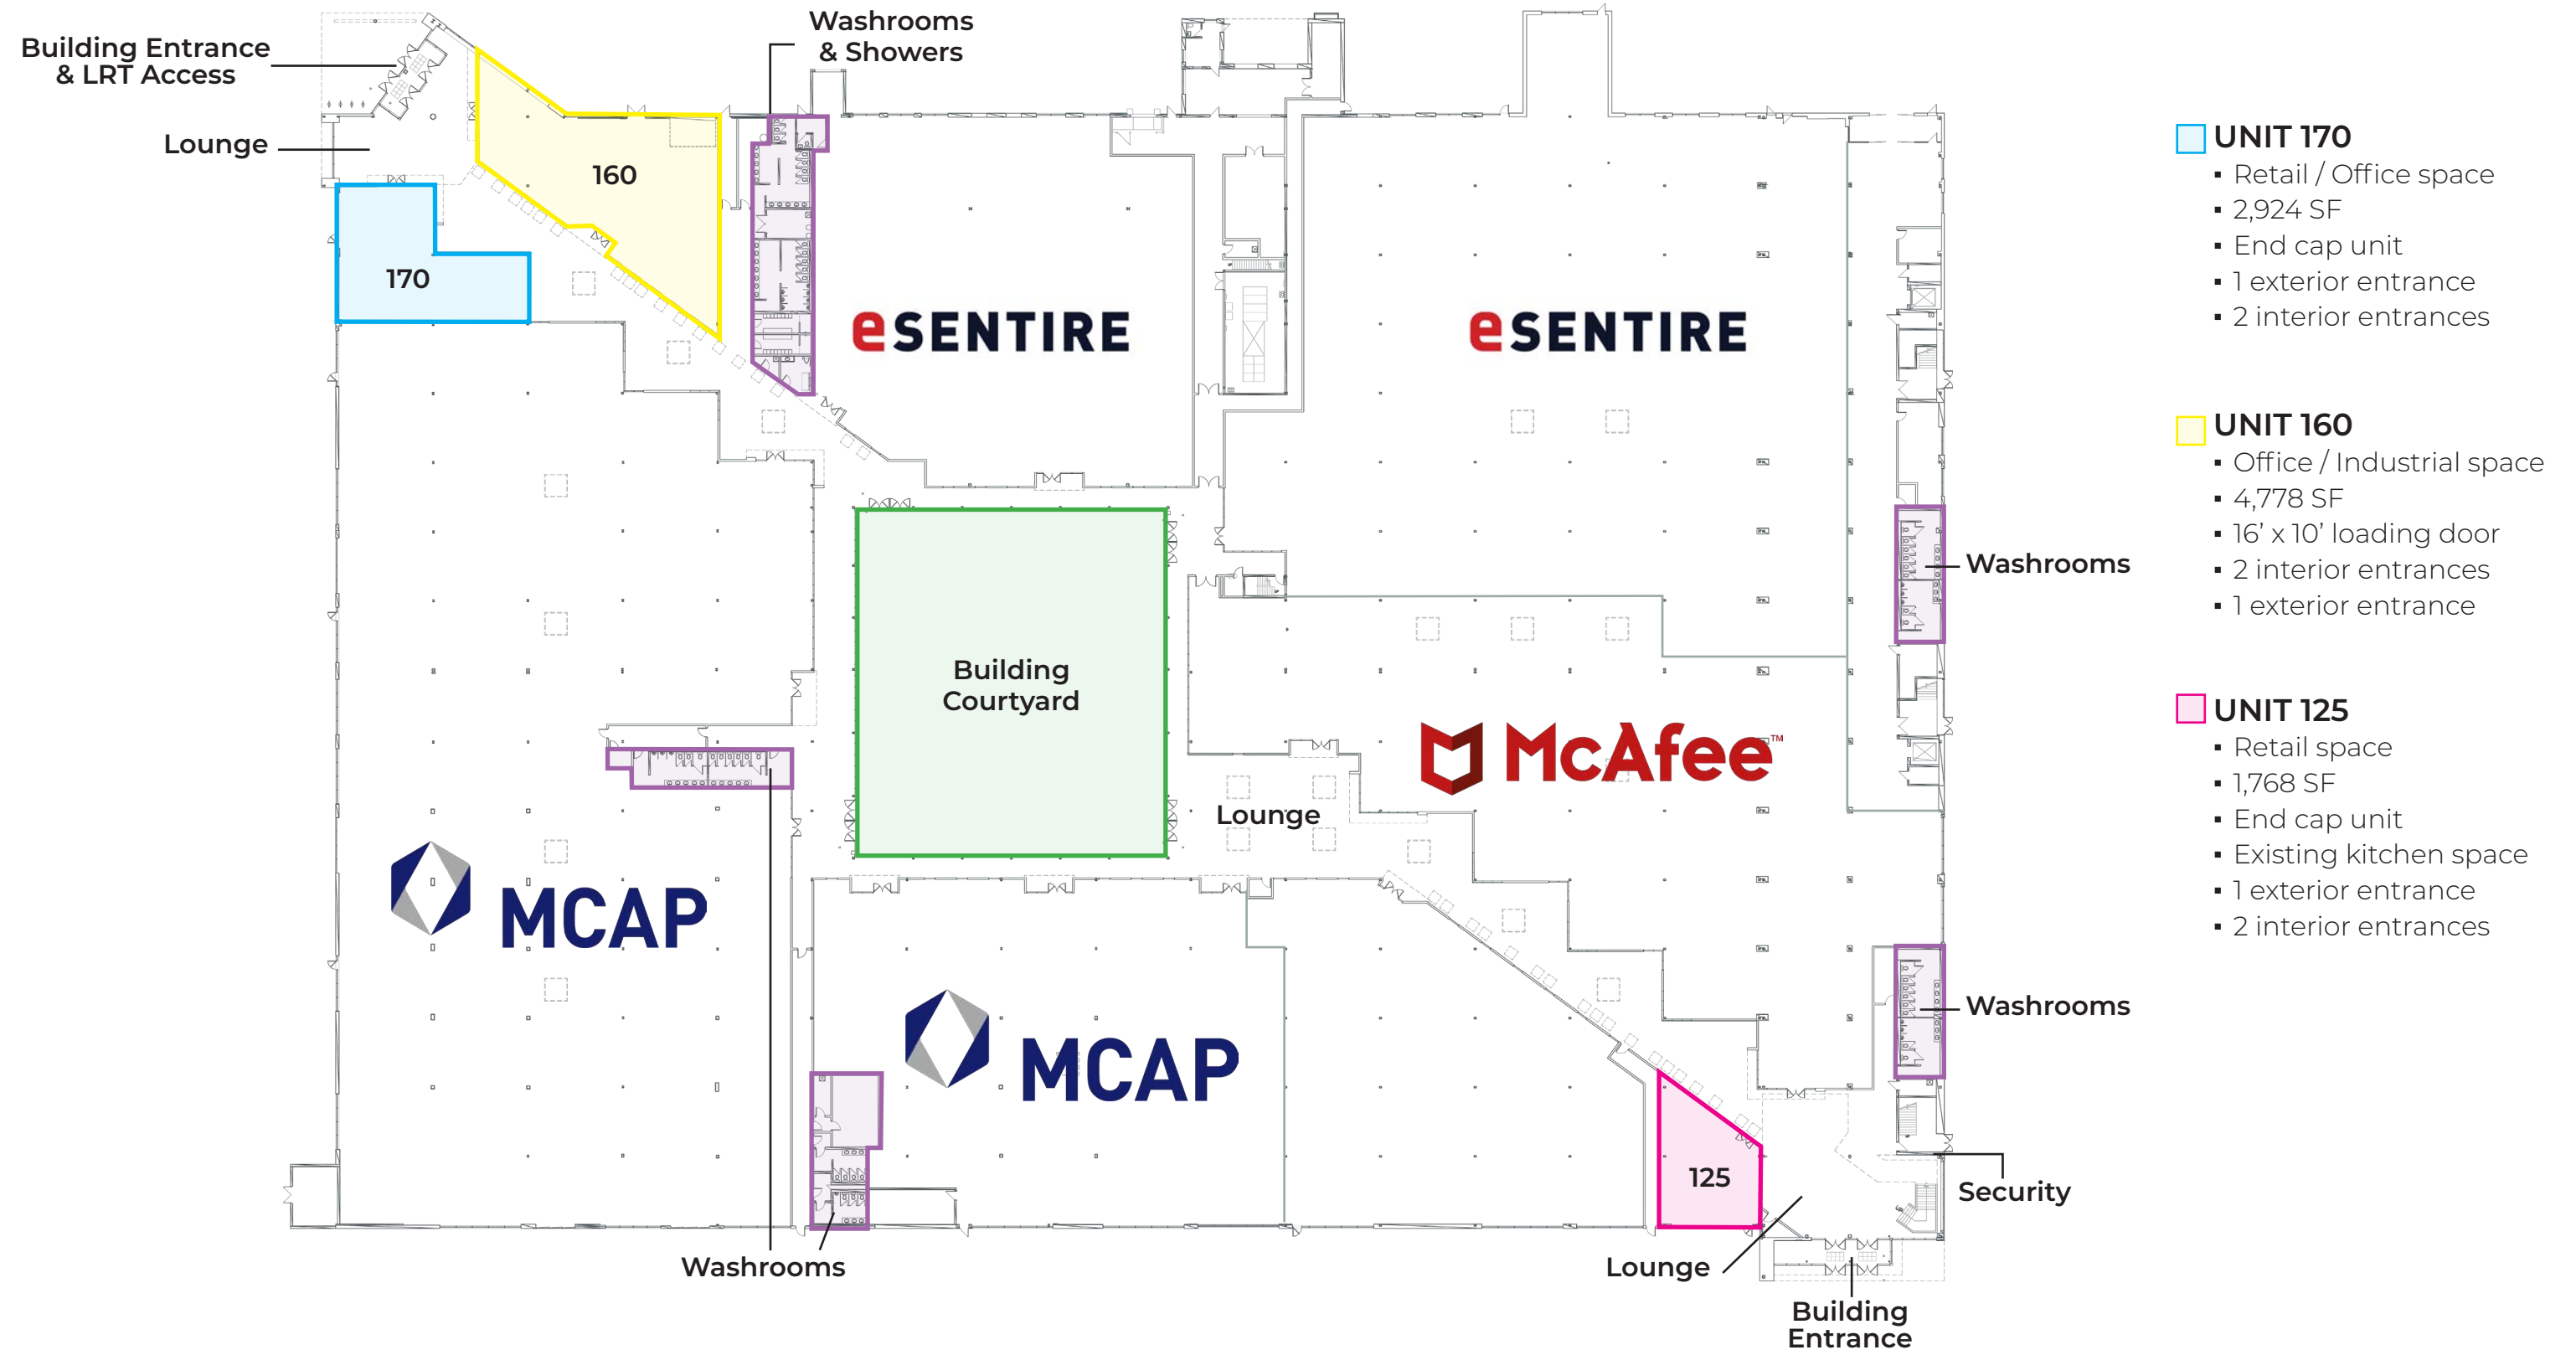 Building Entrance
& LRT Access
Lounge
Washrooms
& Showers
160
170
eSENTIRE
eSENTIRE
Building
Courtyard
McAfee™
Lounge
MCAP
MCAP
125
Washrooms
Washrooms
Washrooms
Security
Lounge
Building
Entrance
UNIT 170
▪ Retail / Office space
▪ 2,924 SF
▪ End cap unit
▪ 1 exterior entrance
▪ 2 interior entrances
UNIT 160
▪ Office / Industrial space
▪ 4,778 SF
▪ 16’ x 10’ loading door
▪ 2 interior entrances
▪ 1 exterior entrance
UNIT 125
▪ Retail space
▪ 1,768 SF
▪ End cap unit
▪ Existing kitchen space
▪ 1 exterior entrance
▪ 2 interior entrances